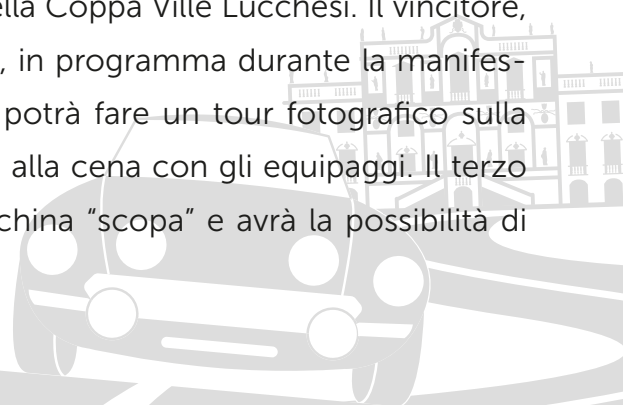 ella Coppa Ville Lucchesi. Il vincitore,
, in programma durante la manifes-
potrà fare un tour fotografico sulla
alla cena con gli equipaggi. Il terzo
china “scopa” e avrà la possibilità di